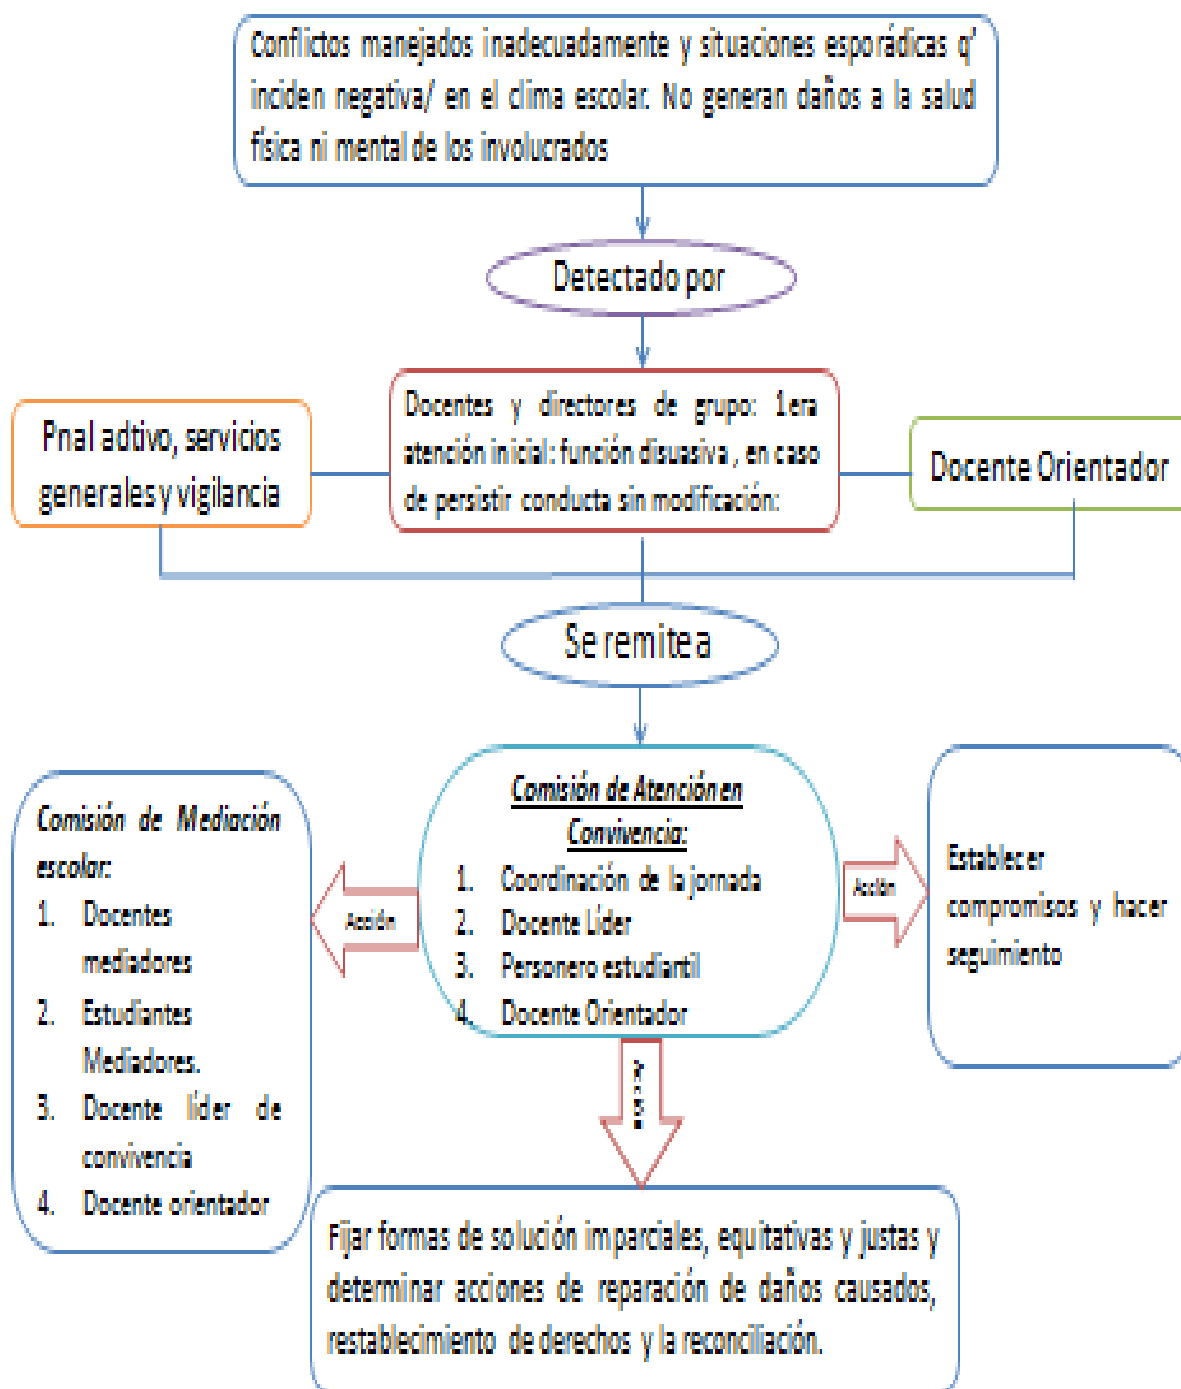 Conflictos manejados inadecuadamente y situaciones esporádicas q'
inciden negativa/ en el clima escolar. No generan daños a la salud
física ni mental de los involucrados
Detectado por
Pnal adtivo, servicios
generales y vigilancia
Docentes y directores de grupo: 1era
atención inicial: función disuasiva , en caso
de persistir conducta sin modificación:
Docente Orientador
Se remite a
Comisión de Mediación
escolar:
1. Docentes
mediadores
2. Estudiantes
Mediadores.
3. Docente líder de
convivencia
4. Docente orientador
Acción
Comisión de Atención en
Convivencia:
1. Coordinación de la jornada
2. Docente Líder
3. Personero estudiantil
4. Docente Orientador
Acción
Establecer
compromisos y hacer
seguimiento
Fijar formas de solución imparciales, equitativas y justas y
determinar acciones de reparación de daños causados,
restablecimiento de derechos y la reconciliación.